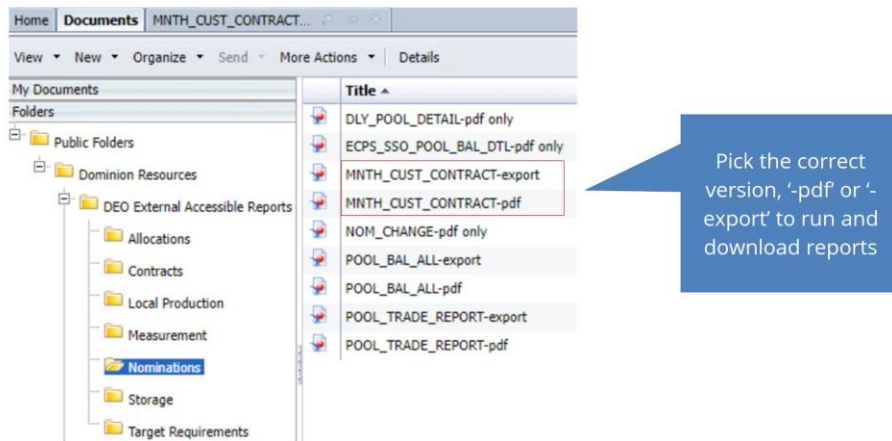 Home Documents MNTH_CUST_CONTRACT...
View New Organize Send More Actions Details
My Documents
Folders
Public Folders
Dominion Resources
DEO External Accessible Reports
Allocations
Contracts
Local Production
Measurement
Nominations
Storage
Target Requirements
Title
DLY_POOL_DETAIL-pdf only
ECPS_SSO_POOL_BAL_DTL-pdf only
MNTH_CUST_CONTRACT-export
MNTH_CUST_CONTRACT-pdf
NOM_CHANGE-pdf only
POOL_BAL_ALL-export
POOL_BAL_ALL-pdf
POOL_TRADE_REPORT-export
POOL_TRADE_REPORT-pdf
Pick the correct
version, ‘-pdf’ or ‘-
export’ to run and
download reports